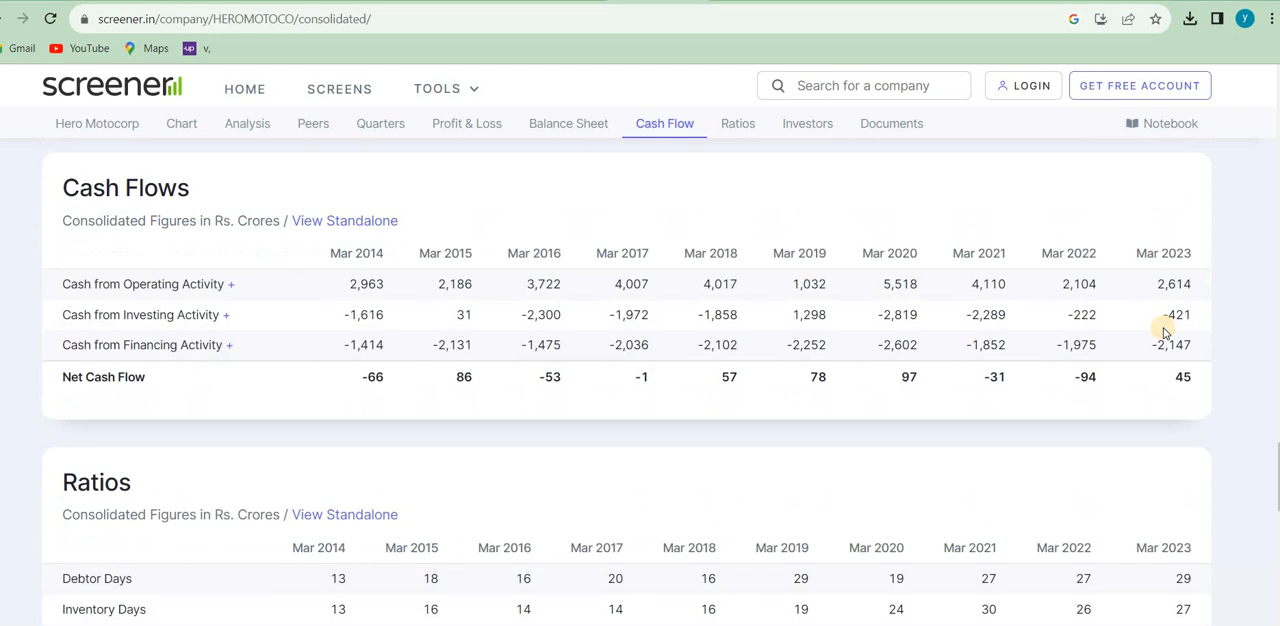 screener.in/company/HEROMOTOCO/consolidated/
G
y
Gmail YouTube Maps up v,
screener HOME SCREENS TOOLS Search for a company LOGIN GET FREE ACCOUNT
Hero Motocorp Chart Analysis Peers Quarters Profit & Loss Balance Sheet Cash Flow Ratios Investors Documents Notebook
Cash Flows
Consolidated Figures in Rs. Crores / View Standalone
Mar 2014 Mar 2015 Mar 2016 Mar 2017 Mar 2018 Mar 2019 Mar 2020 Mar 2021 Mar 2022 Mar 2023
Cash from Operating Activity + 2,963 2,186 3,722 4,007 4,017 1,032 5,518 4,110 2,104 2,614
Cash from Investing Activity + -1,616 31 -2,300 -1,972 -1,858 1,298 -2,819 -2,289 -222 -421
Cash from Financing Activity + -1,414 -2,131 -1,475 -2,036 -2,102 -2,252 -2,602 -1,852 -1,975 -2,147
Net Cash Flow -66 86 -53 -1 57 78 97 -31 -94 45
Ratios
Consolidated Figures in Rs. Crores / View Standalone
Mar 2014 Mar 2015 Mar 2016 Mar 2017 Mar 2018 Mar 2019 Mar 2020 Mar 2021 Mar 2022 Mar 2023
Debtor Days 13 18 16 20 16 29 19 27 27 29
Inventory Days 13 16 14 14 16 19 24 30 26 27